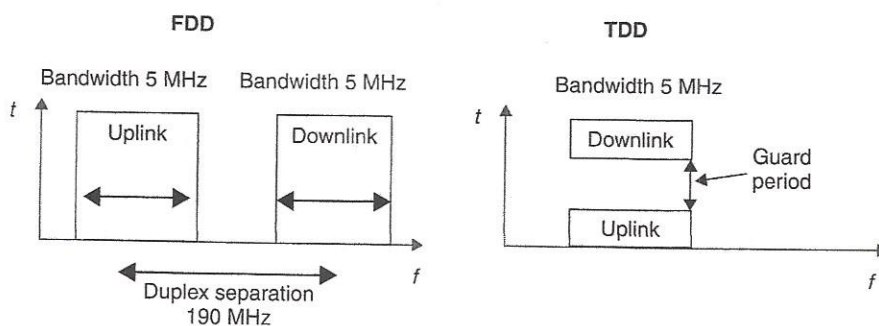 FDD
Bandwidth 5 MHz
Bandwidth 5 MHz
t
Uplink
Downlink
f
Duplex separation
190 MHz
TDD
Bandwidth 5 MHz
t
Downlink
Guard
period
Uplink
f